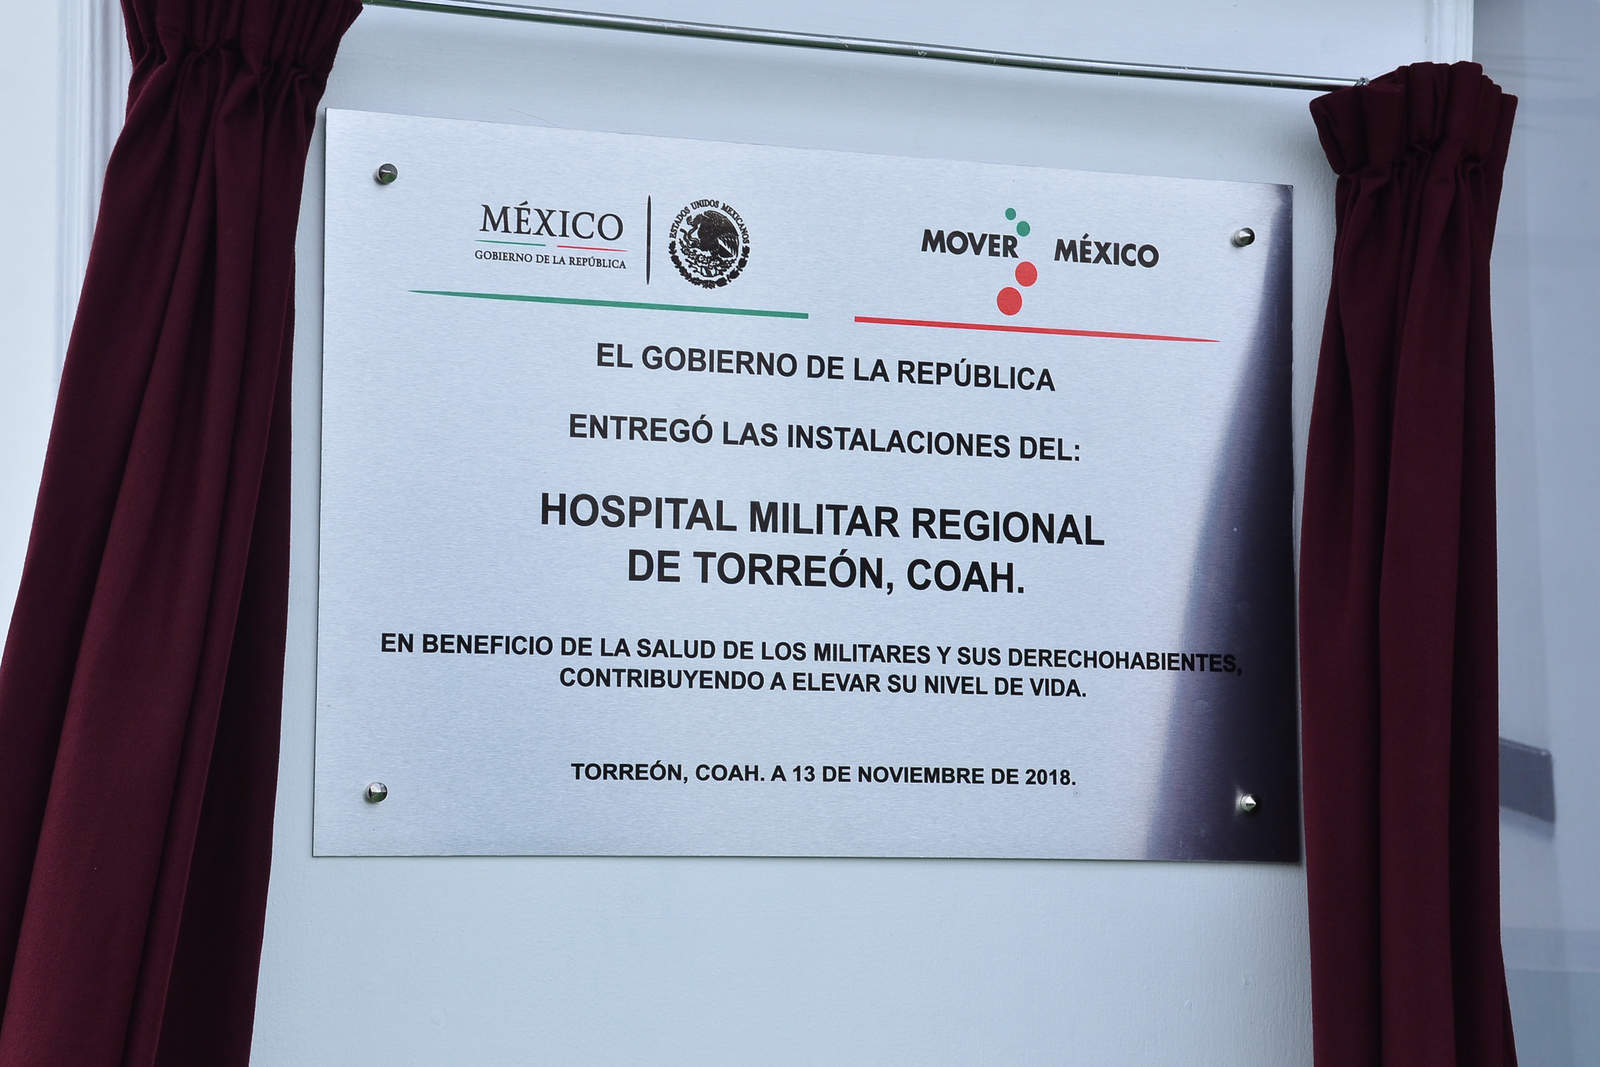 MÉXICO
GOBIERNO DE LA REPÚBLICA
ESTADOS UNIDOS MEXICANOS
MOVER MÉXICO
EL GOBIERNO DE LA REPÚBLICA
ENTREGÓ LAS INSTALACIONES DEL:
HOSPITAL MILITAR REGIONAL
DE TORREÓN, COAH.
EN BENEFICIO DE LA SALUD DE LOS MILITARES Y SUS DERECHOHABIENTES,
CONTRIBUYENDO A ELEVAR SU NIVEL DE VIDA.
TORREÓN, COAH. A 13 DE NOVIEMBRE DE 2018.